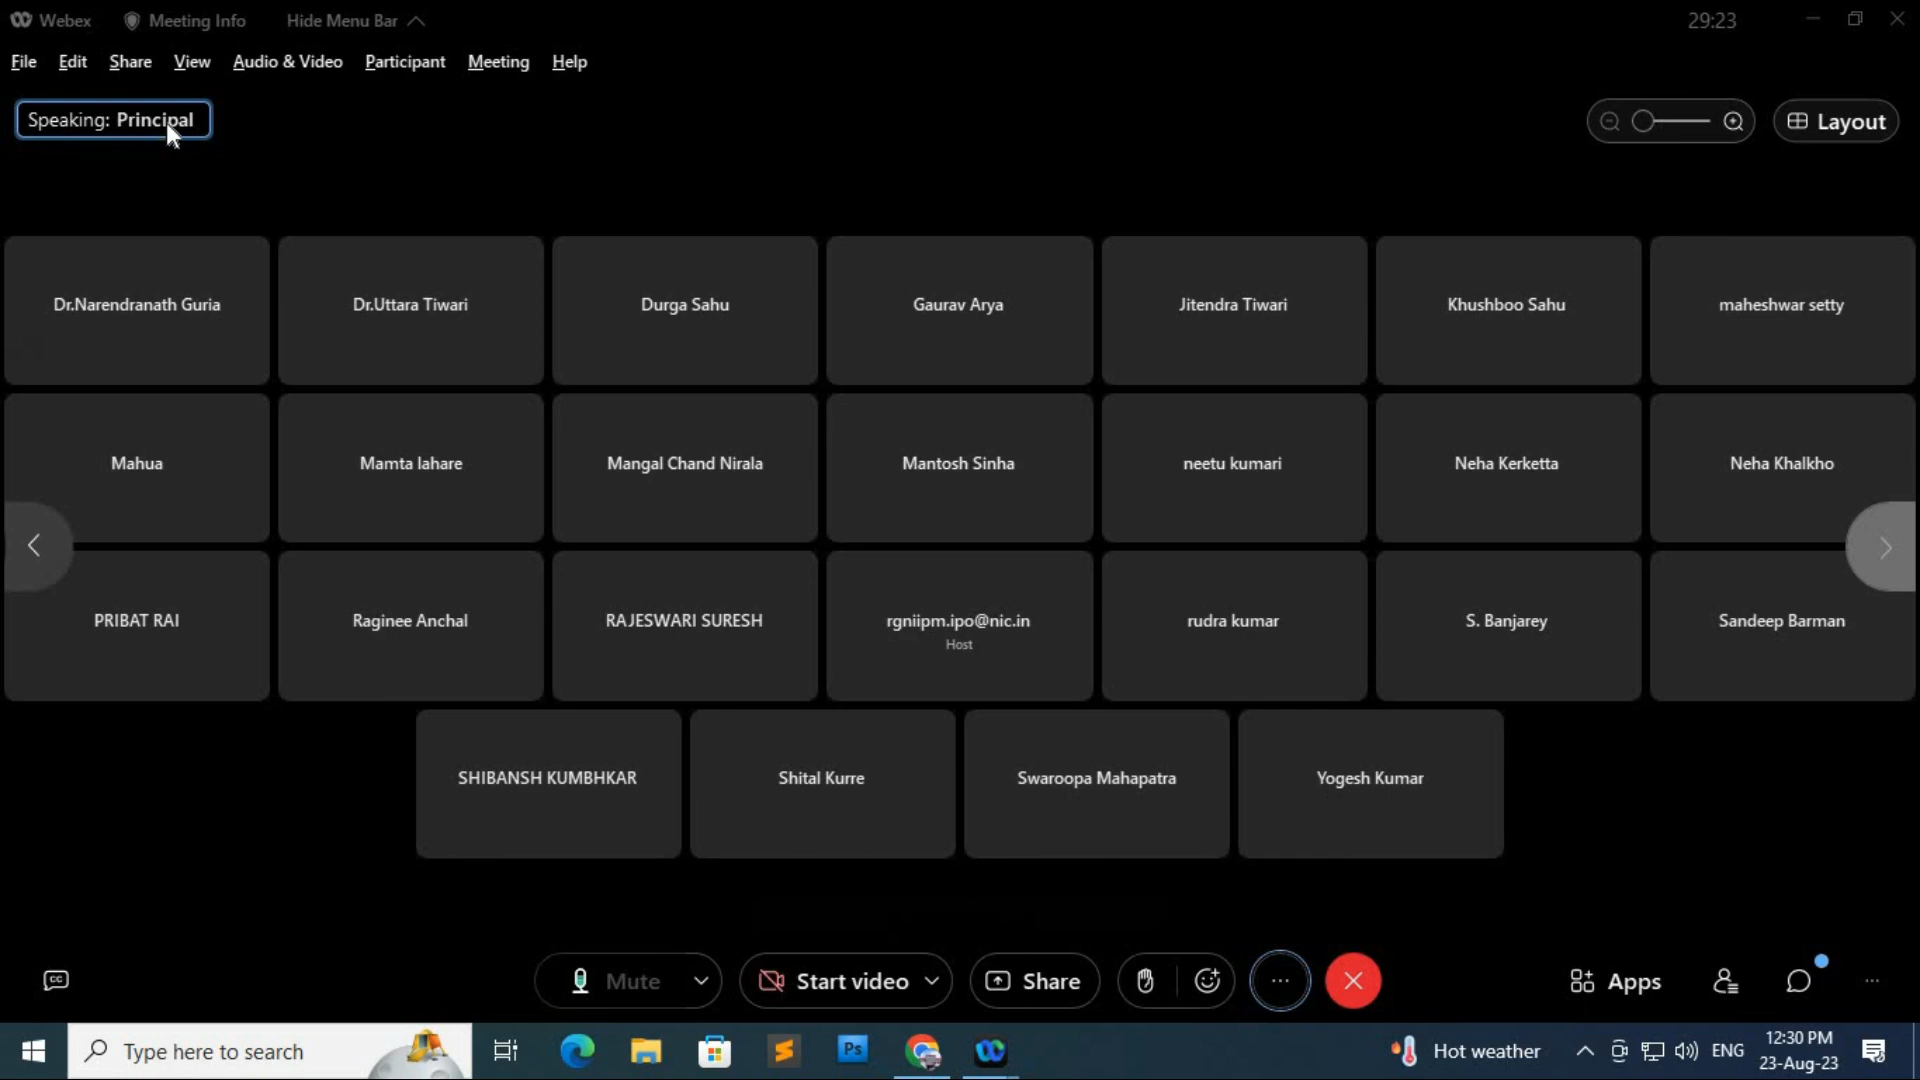 Webex Meeting Info Hide Menu Bar 29:23
File Edit Share View Audio & Video Participant Meeting Help
Speaking: Principal
Layout
Dr.Narendranath Guria Dr.Uttara Tiwari Durga Sahu Gaurav Arya Jitendra Tiwari Khushboo Sahu maheshwar setty
Mahua Mamta lahare Mangal Chand Nirala Mantosh Sinha neetu kumari Neha Kerketta Neha Khalkho
PRIBAT RAI Raginee Anchal RAJESWARI SURESH rgniipm.ipo@nic.in rudra kumar S. Banjarey Sandeep Barman
Host
SHIBANSH KUMBHKAR Shital Kurre Swaroopa Mahapatra Yogesh Kumar
CC Mute Start video Share Apps
Type here to search Ps Hot weather ENG 12:30 PM
23-Aug-23